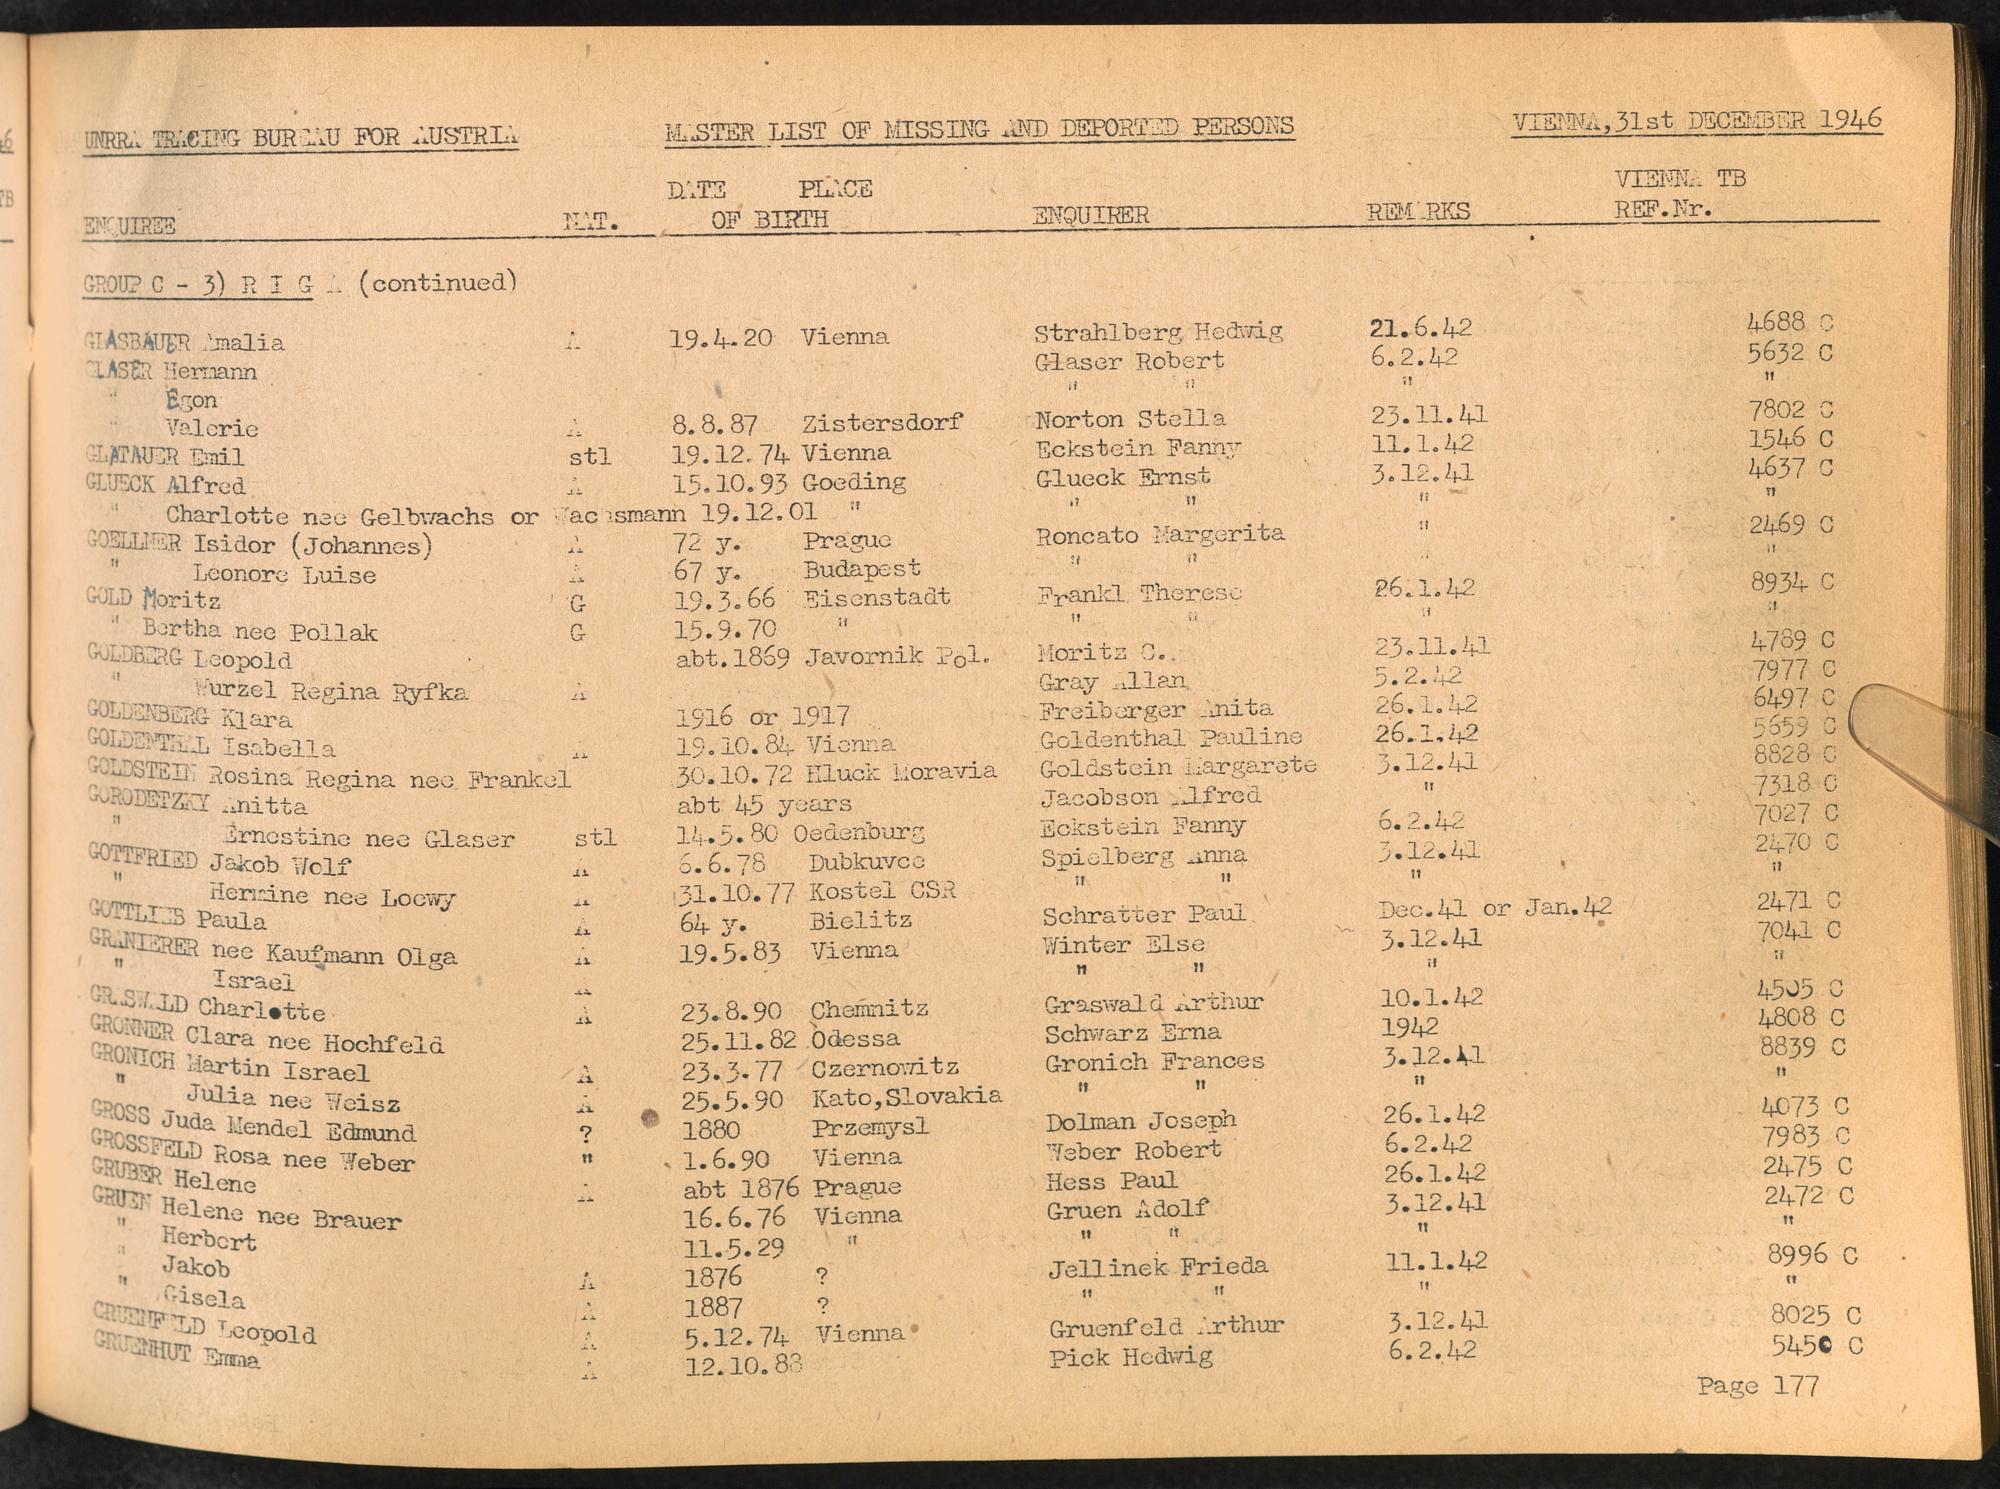 UNRRA TRACING BUREAU FOR AUSTRIA MASTER LIST OF MISSING AND DEPORTED PERSONS VIENNA,31st DECEMBER 1946
DATE PLACE VIENNA TB
ENQUIREE NAT. OF BIRTH ENQUIRER REMARKS REF.Nr.
GROUP C - 3) R I G A (continued)
GLASBAUER Amalia A 19.4.20 Vienna Strahlberg Hedwig 21.6.42 4688 C
GLASER Hermann Glaser Robert 6.2.42 5632 C
" Egon " " " "
" Valerie A 8.8.87 Zistersdorf Norton Stella 23.11.41 7802 C
GLATAUER Emil stl 19.12.74 Vienna Eckstein Fanny 11.1.42 1546 C
GLUECK Alfred A 15.10.93 Goeding Glueck Ernst 3.12.41 4637 C
" Charlotte nee Gelbwachs or Wachsmann 19.12.01 " " " " "
GOELLNER Isidor (Johannes) A 72 y. Prague Roncato Margerita " 2469 C
" Leonore Luise A 67 y. Budapest " " " "
GOLD Moritz G 19.3.66 Eisenstadt Frankl Therese 26.1.42 8934 C
" Bertha nee Pollak G 15.9.70 " " " " "
GOLDBERG Leopold abt.1869 Javornik Pol. Moritz C. 23.11.41 4789 C
" Wurzel Regina Ryfka A Gray Allan 5.2.42 7977 C
GOLDENBERG Klara 1916 or 1917 Freiberger Anita 26.1.42 6497 C
GOLDENTHAL Isabella A 19.10.84 Vienna Goldenthal Pauline 26.1.42 5659 C
GOLDSTEIN Rosina Regina nee Frankel 30.10.72 Hluck Moravia Goldstein Margarete 3.12.41 8828 C
GORODETZKY Anitta abt 45 years Jacobson Alfred " 7318 C
" Ernestine nee Glaser stl 14.5.80 Oedenburg Eckstein Fanny 6.2.42 7027 C
GOTTFRIED Jakob Wolf A 6.6.78 Dubkuvce Spielberg Anna 3.12.41 2470 C
" Hermine nee Loewy A 31.10.77 Kostel CSR " " " "
GOTTLIEB Paula A 64 y. Bielitz Schratter Paul Dec.41 or Jan.42 2471 C
GRANIERER nee Kaufmann Olga A 19.5.83 Vienna Winter Else 3.12.41 7041 C
" Israel A " " " "
GRASWALD Charlotte A 23.8.90 Chemnitz Graswald Arthur 10.1.42 4505 C
GRONNER Clara nee Hochfeld 25.11.82 Odessa Schwarz Erna 1942 4808 C
GRONICH Martin Israel A 23.3.77 Czernowitz Gronich Frances 3.12.41 8839 C
" Julia nee Weisz A 25.5.90 Kato,Slovakia " " " "
GROSS Juda Mendel Edmund ? 1880 Przemysl Dolman Joseph 26.1.42 4073 C
GROSSFELD Rosa nee Weber " 1.6.90 Vienna Weber Robert 6.2.42 7983 C
GRUBER Helene A abt 1876 Prague Hess Paul 26.1.42 2475 C
GRUEN Helene nee Brauer 16.6.76 Vienna Gruen Adolf 3.12.41 2472 C
" Herbert 11.5.29 " " " " "
" Jakob A 1876 ? Jellinek Frieda 11.1.42 8996 C
" Gisela A 1887 ? " " " "
GRUENFELD Leopold A 5.12.74 Vienna Gruenfeld Arthur 3.12.41 8025 C
GRUENHUT Emma A 12.10.88 Pick Hedwig 6.2.42 5450 C
Page 177